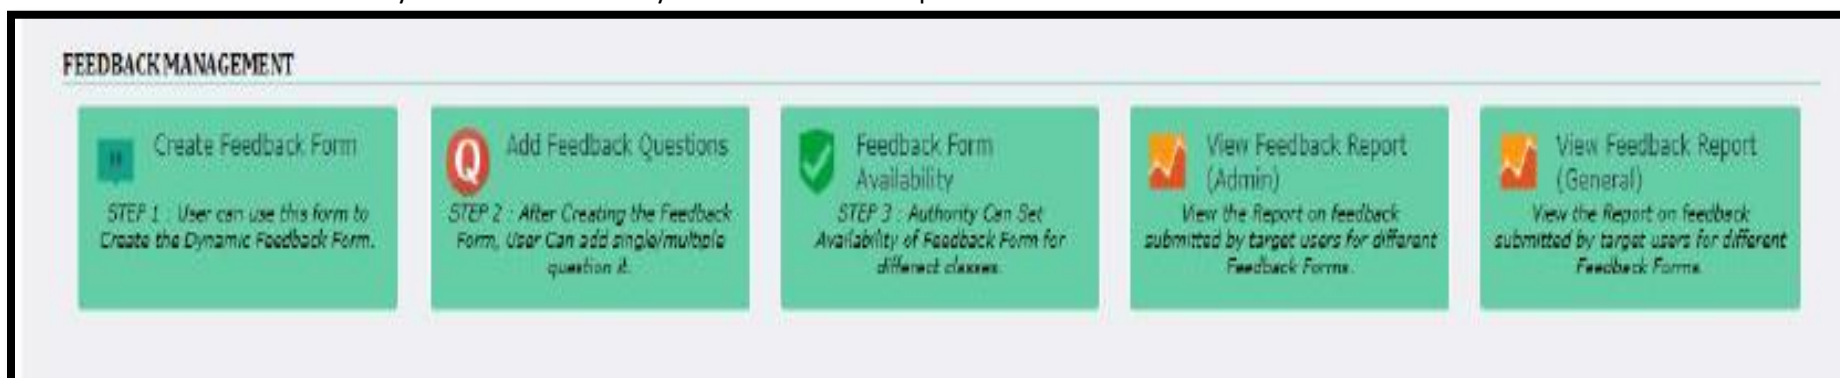 FEEDBACK MANAGEMENT
Create Feedback Form
STEP 1 : User can use this form to
Create the Dynamic Feedback Form.
Add Feedback Questions
STEP 2 : After Creating the Feedback
Form, User Can add single/multiple
question it.
Feedback Form
Availability
STEP 3 : Authority Can Set
Availability of Feedback Form for
different classes.
View Feedback Report
(Admin)
View the Report on feedback
submitted by target users for different
Feedback Forms.
View Feedback Report
(General)
View the Report on feedback
submitted by target users for different
Feedback Forms.